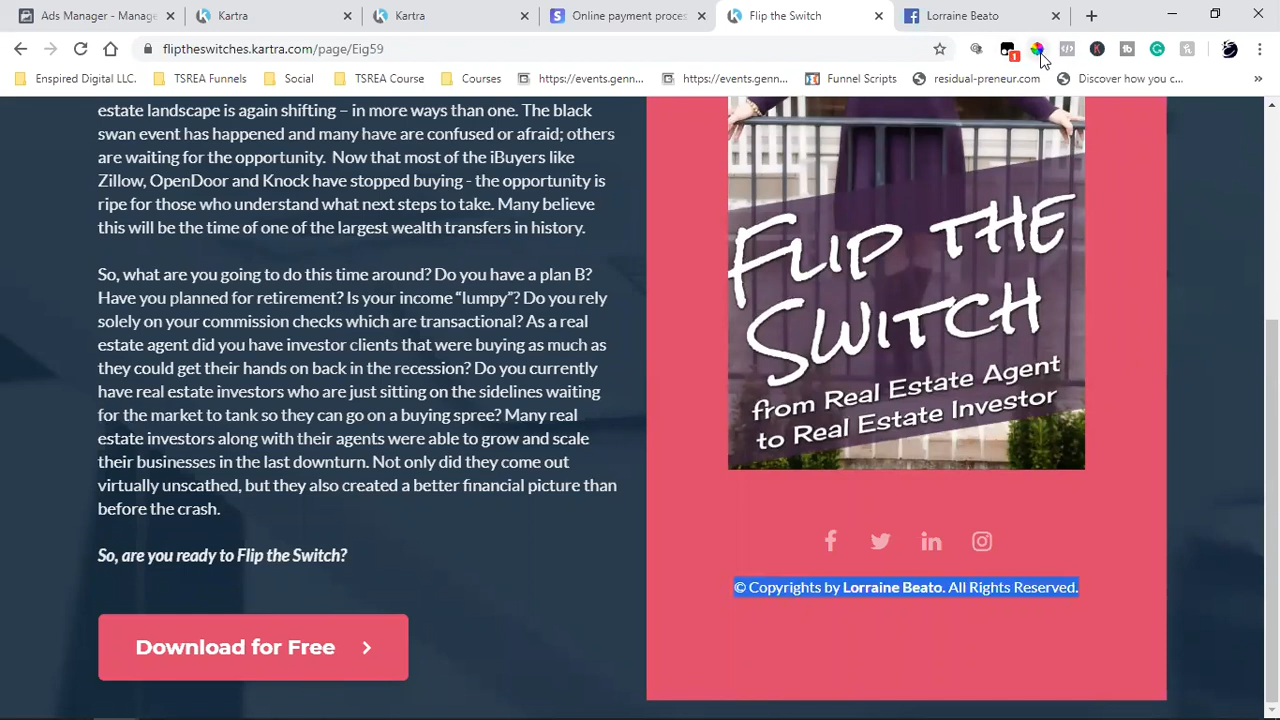 Ads Manager - Manage
Kartra
Kartra
Online payment proces
Flip the Switch
Lorraine Beato
fliptheswitches.kartra.com/page/Eig59
1
Enspired Digital LLC.
TSREA Funnels
Social
TSREA Course
Courses
https://events.genn...
https://events.genn...
Funnel Scripts
residual-preneur.com
Discover how you c...
»
estate landscape is again shifting – in more ways than one. The black
swan event has happened and many have are confused or afraid; others
are waiting for the opportunity. Now that most of the iBuyers like
Zillow, OpenDoor and Knock have stopped buying - the opportunity is
ripe for those who understand what next steps to take. Many believe
this will be the time of one of the largest wealth transfers in history.
So, what are you going to do this time around? Do you have a plan B?
Have you planned for retirement? Is your income “lumpy”? Do you rely
solely on your commission checks which are transactional? As a real
estate agent did you have investor clients that were buying as much as
they could get their hands on back in the recession? Do you currently
have real estate investors who are just sitting on the sidelines waiting
for the market to tank so they can go on a buying spree? Many real
estate investors along with their agents were able to grow and scale
their businesses in the last downturn. Not only did they come out
virtually unscathed, but they also created a better financial picture than
before the crash.
So, are you ready to Flip the Switch?
Download for Free
FLIP THE
SWITCH
from Real Estate Agent
to Real Estate Investor
© Copyrights by Lorraine Beato. All Rights Reserved.